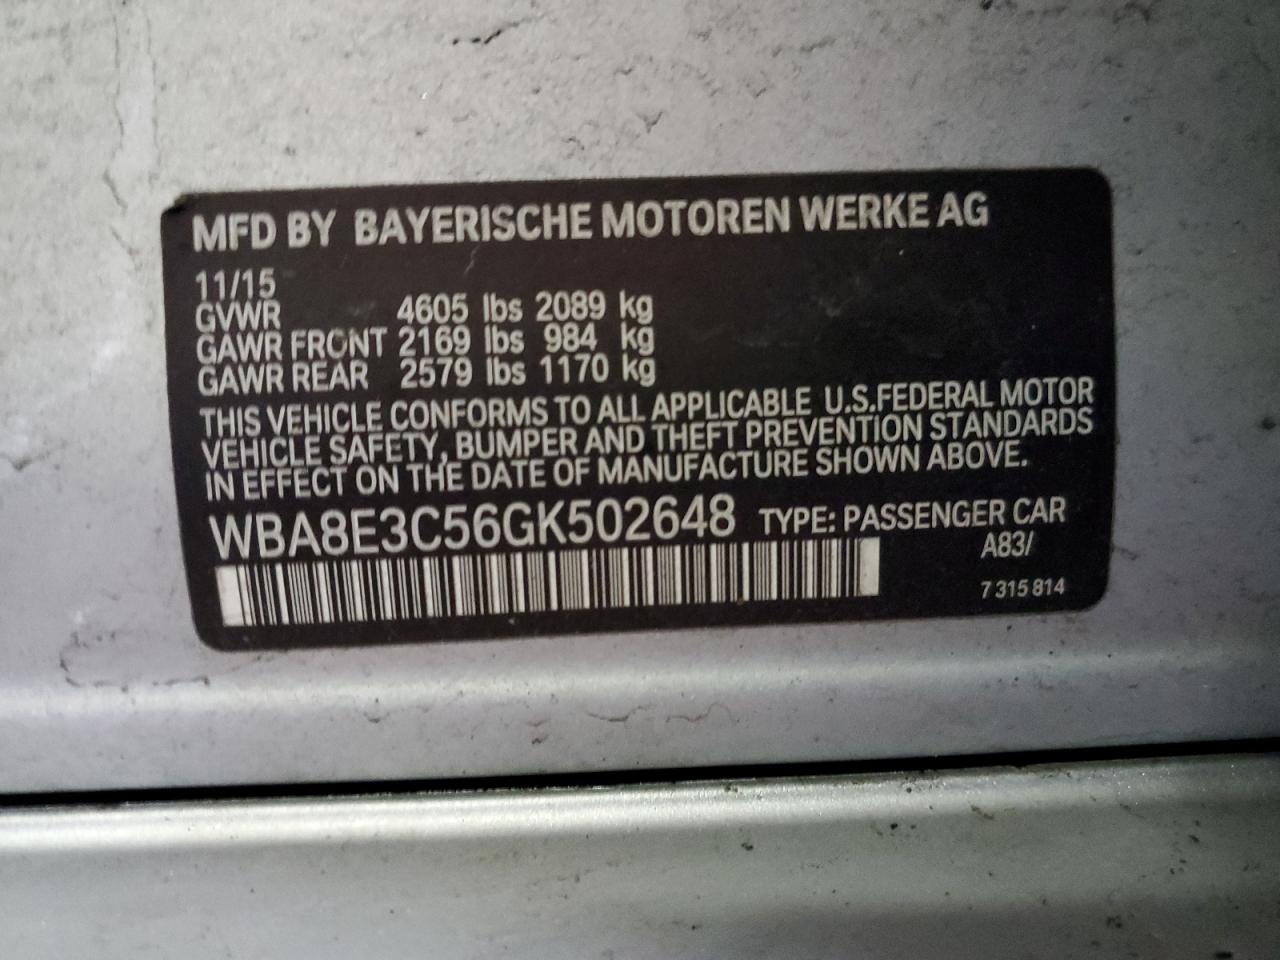 MFD BY BAYERISCHE MOTOREN WERKE AG
11/15
GVWR 4605 lbs 2089 kg
GAWR FRONT 2169 lbs 984 kg
GAWR REAR 2579 lbs 1170 kg
THIS VEHICLE CONFORMS TO ALL APPLICABLE U.S.FEDERAL MOTOR
VEHICLE SAFETY, BUMPER AND THEFT PREVENTION STANDARDS
IN EFFECT ON THE DATE OF MANUFACTURE SHOWN ABOVE.
WBA8E3C56GK502648 TYPE: PASSENGER CAR
A83/
7 315 814